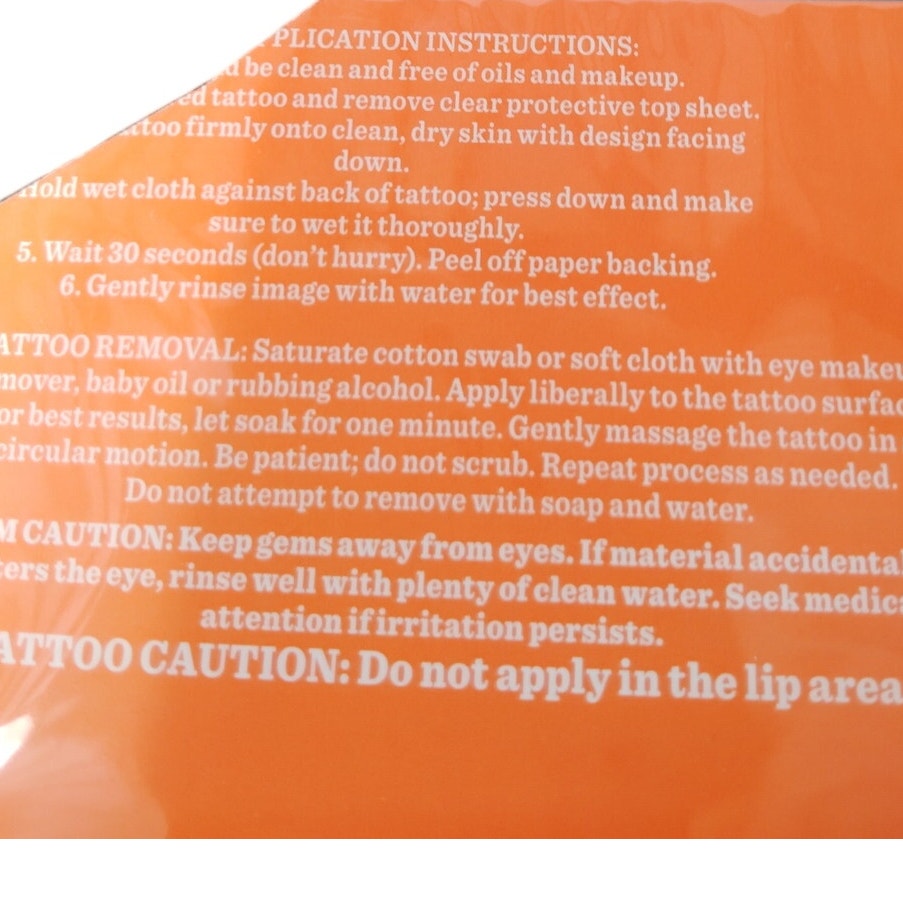 PLICATION INSTRUCTIONS:
be clean and free of oils and makeup.
tattoo and remove clear protective top sheet.
firmly onto clean, dry skin with design facing
down.
Hold wet cloth against back of tattoo; press down and make
sure to wet it thoroughly.
5. Wait 30 seconds (don't hurry). Peel off paper backing.
6. Gently rinse image with water for best effect.
ATTOO REMOVAL: Saturate cotton swab or soft cloth with eye makeu
mover, baby oil or rubbing alcohol. Apply liberally to the tattoo surfac
or best results, let soak for one minute. Gently massage the tattoo in
circular motion. Be patient; do not scrub. Repeat process as needed.
Do not attempt to remove with soap and water.
M CAUTION: Keep gems away from eyes. If material accidental
ters the eye, rinse well with plenty of clean water. Seek medica
attention if irritation persists.
ATTOO CAUTION: Do not apply in the lip area